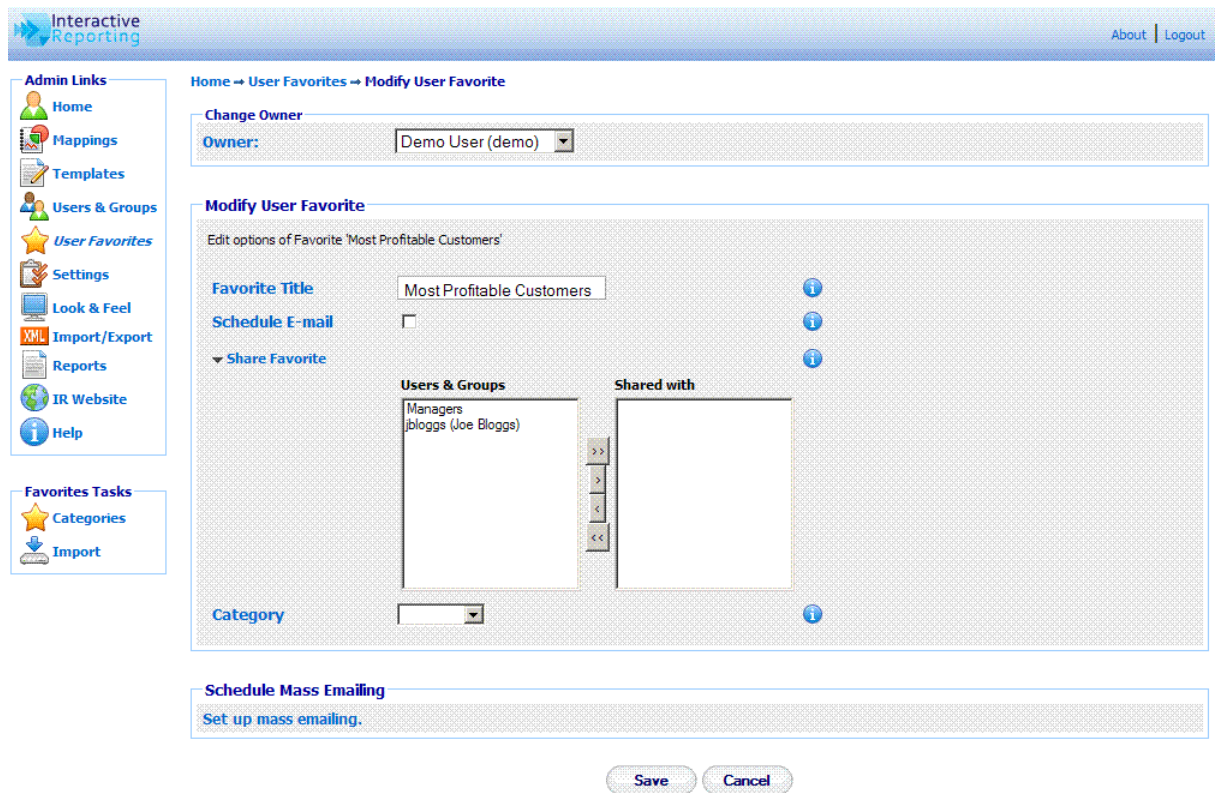 Interactive
Reporting
About | Logout
Admin Links
Home
Mappings
Templates
Users & Groups
User Favorites
Settings
Look & Feel
XML Import/Export
Reports
IR Website
Help
Favorites Tasks
Categories
Import
Home → User Favorites → Modify User Favorite
Change Owner
Owner: Demo User (demo)
Modify User Favorite
Edit options of Favorite 'Most Profitable Customers'
Favorite Title Most Profitable Customers
Schedule E-mail
Share Favorite
Users & Groups Shared with
Managers
jbloggs (Joe Bloggs)
>>
>
<
<<
Category
Schedule Mass Emailing
Set up mass emailing.
Save Cancel